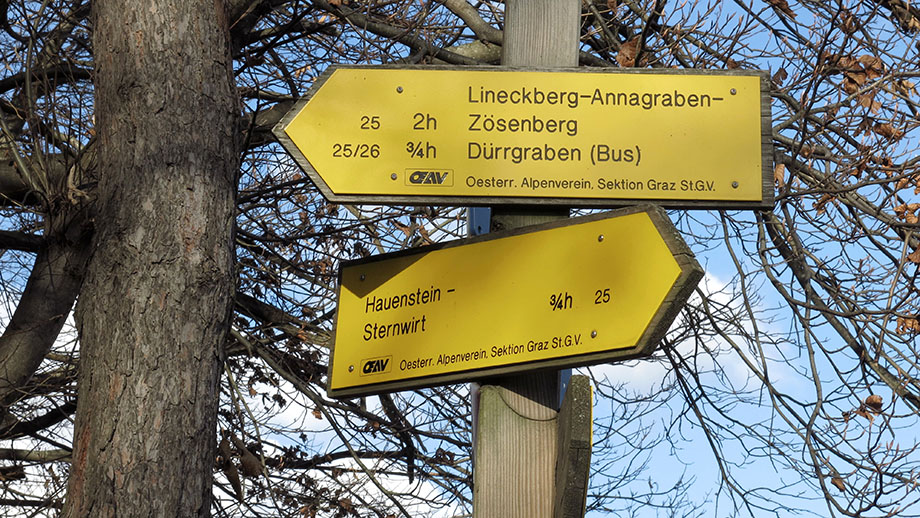 Lineckberg-Annagraben-
25 2h Zösenberg
25/26 ¾h Dürrgraben (Bus)
OEAV Oesterr. Alpenverein, Sektion Graz St.G.V.
Hauenstein - ¾h 25
Sternwirt
OEAV Oesterr. Alpenverein, Sektion Graz St.G.V.